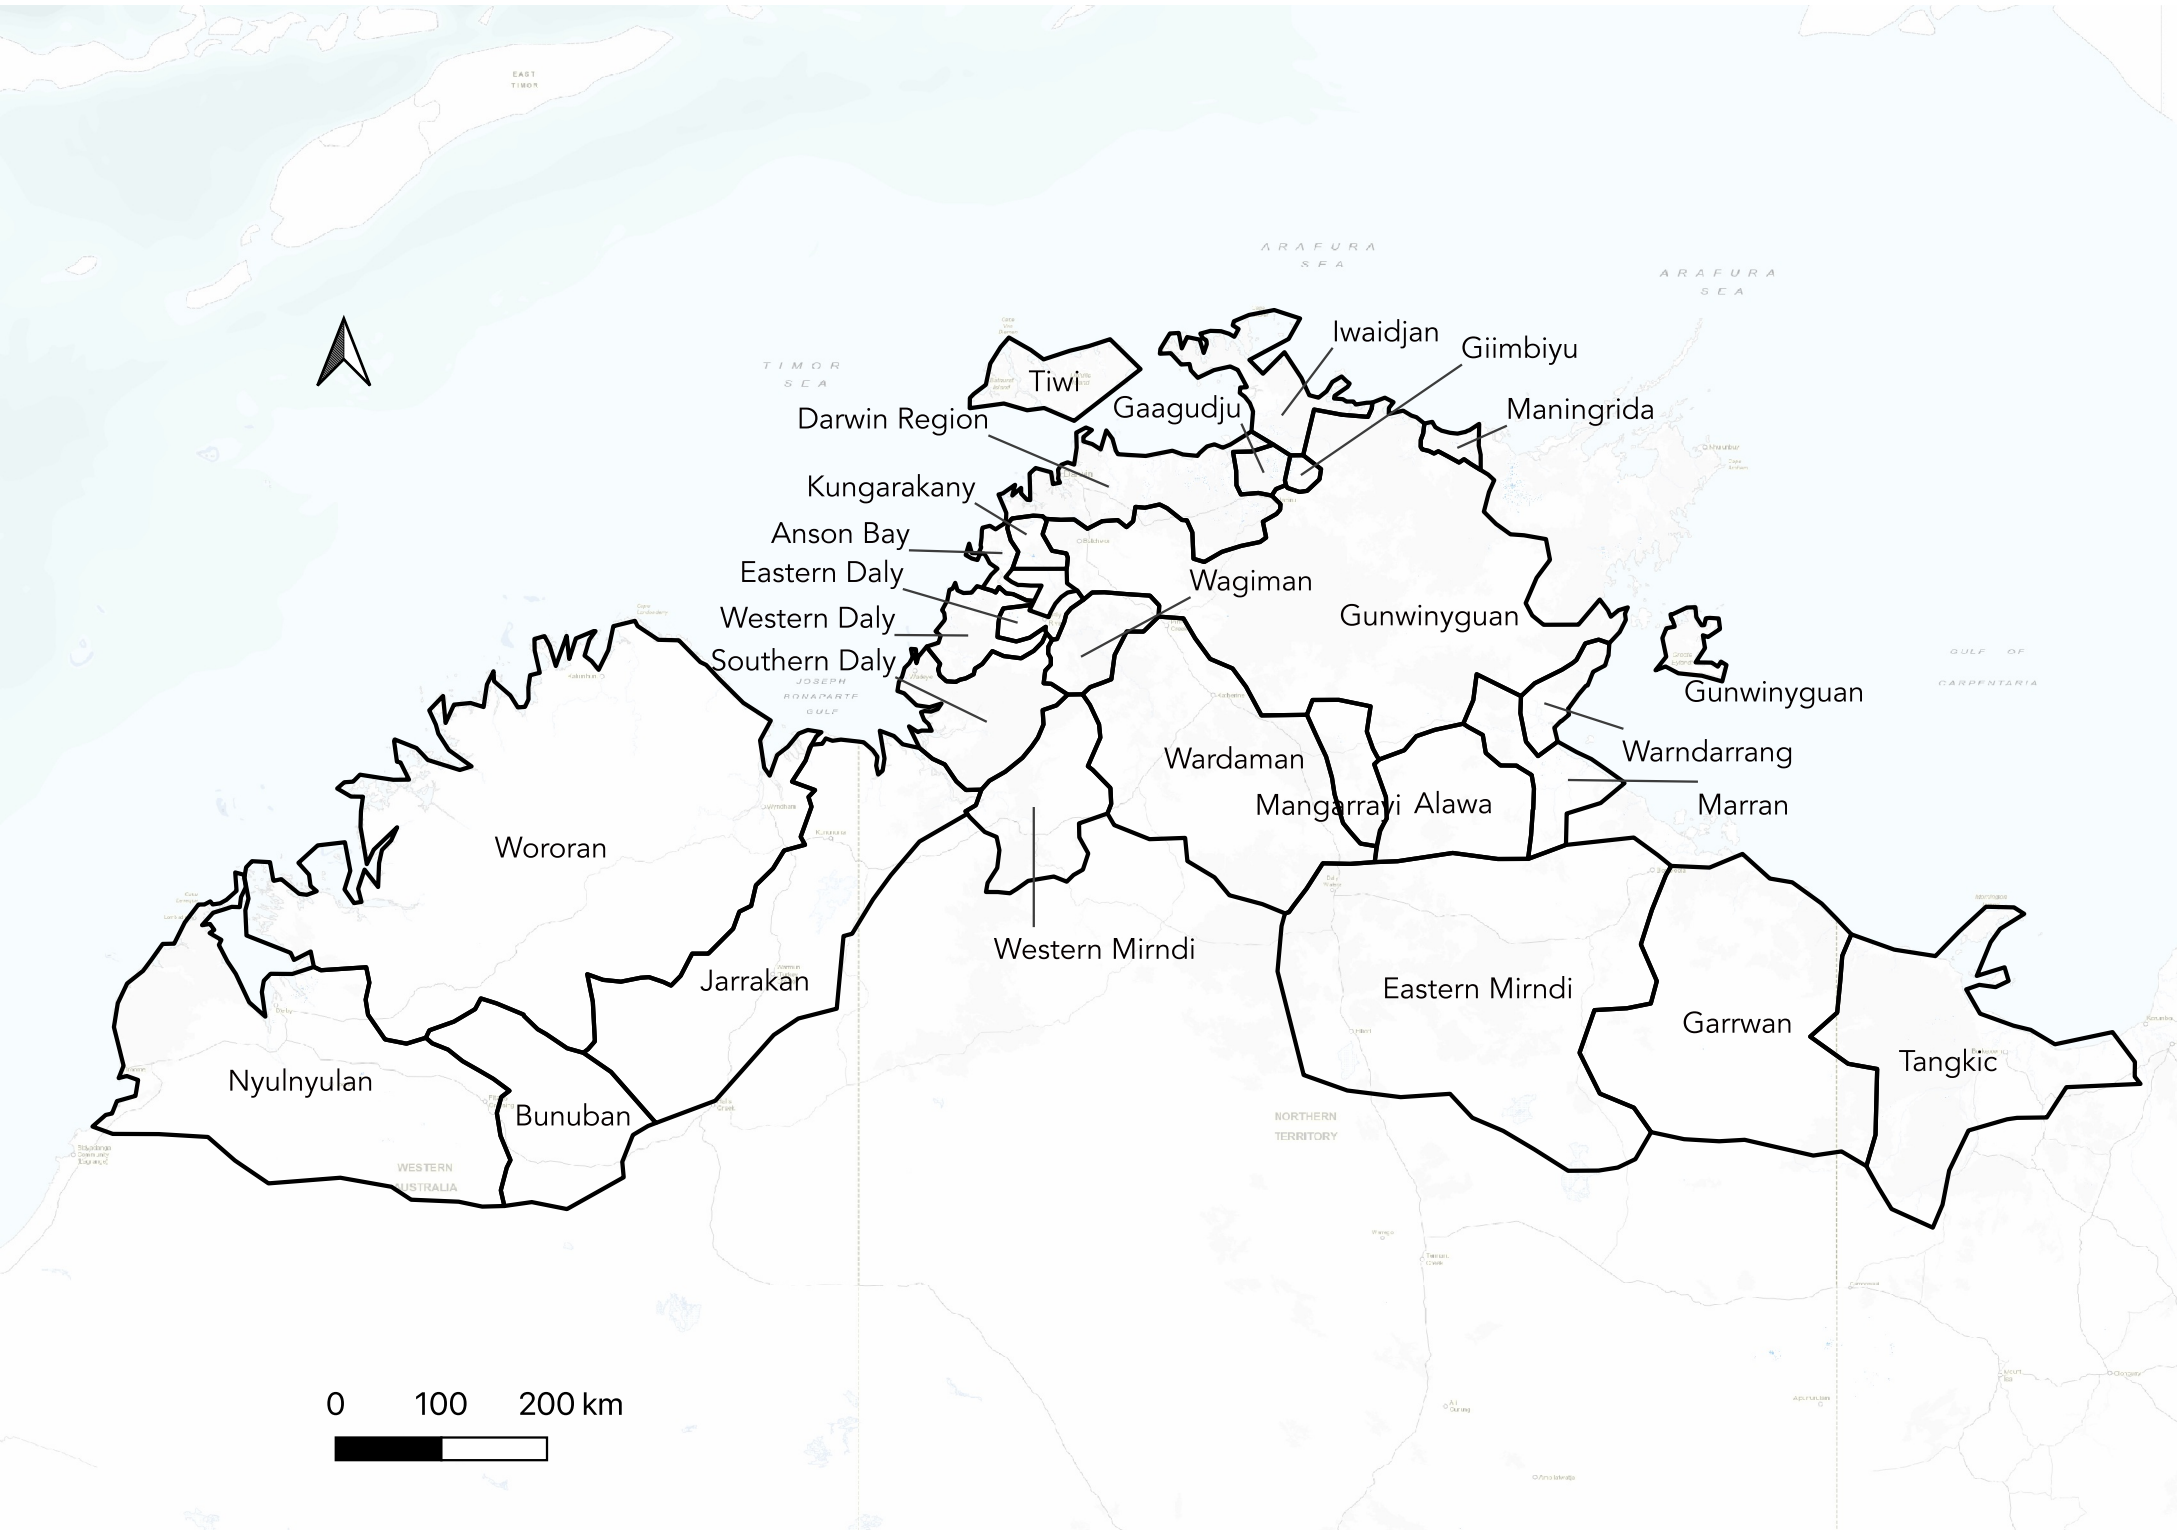 EAST
TIMOR
ARAFURA
SEA
ARAFURA
SEA
TIMOR
SEA
Iwaidjan
Giimbiyu
Tiwi
Gaagudju
Maningrida
Darwin Region
Kungarakany
Anson Bay
Eastern Daly
Wagiman
Western Daly
Gunwinyguan
Southern Daly
JOSEPH
BONAPARTE
GULF
GULF OF
CARPENTARIA
Gunwinyguan
Warndarrang
Wardaman
Mangarrayi
Alawa
Marran
Wororan
Western Mirndi
Jarrakan
Eastern Mirndi
Garrwan
Tangkic
Nyulnyulan
Bunuban
NORTHERN
TERRITORY
WESTERN
AUSTRALIA
0 100 200 km